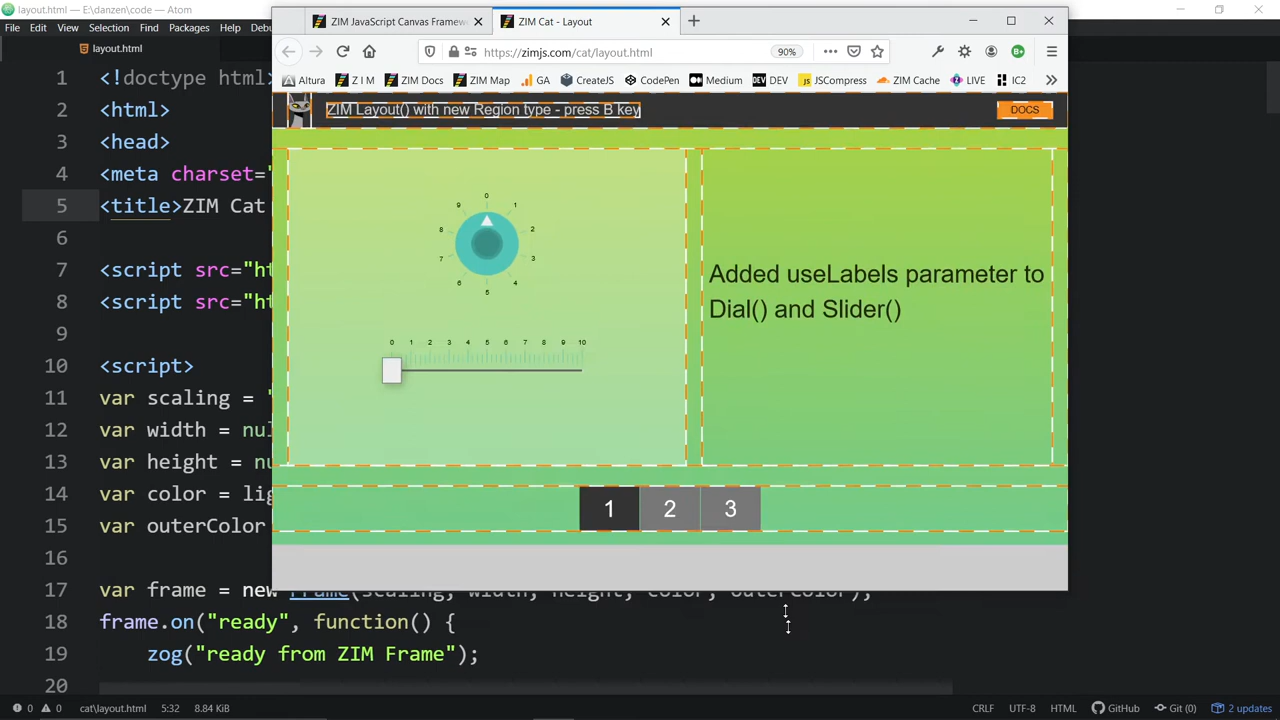 layout.html — E:\danzen\code — Atom
File Edit View Selection Find Packages Help Debu
layout.html
ZIM JavaScript Canvas Framew
ZIM Cat - Layout
https://zimjs.com/cat/layout.html
90%
Altura Z I M ZIM Docs ZIM Map GA CreateJS CodePen Medium DEV JSCompress ZIM Cache LIVE IC2
ZIM Layout() with new Region type - press B key
DOCS
0 1 2 3 4 5 6 7 8 9
0 1 2 3 4 5 6 7 8 9 10
Added useLabels parameter to
Dial() and Slider()
1 2 3
1 <!doctype html>
2 <html>
3 <head>
4 <meta charset="
5 <title>ZIM Cat
6
7 <script src="ht
8 <script src="ht
9
10 <script>
11 var scaling = "
12 var width = nul
13 var height = nu
14 var color = lig
15 var outerColor
16
17 var frame = new Frame(scaling, width, height, color, outerColor);
18 frame.on("ready", function() {
19 zog("ready from ZIM Frame");
20
0 0 cat\layout.html 5:32 8.84 KiB CRLF UTF-8 HTML GitHub Git (0) 2 updates